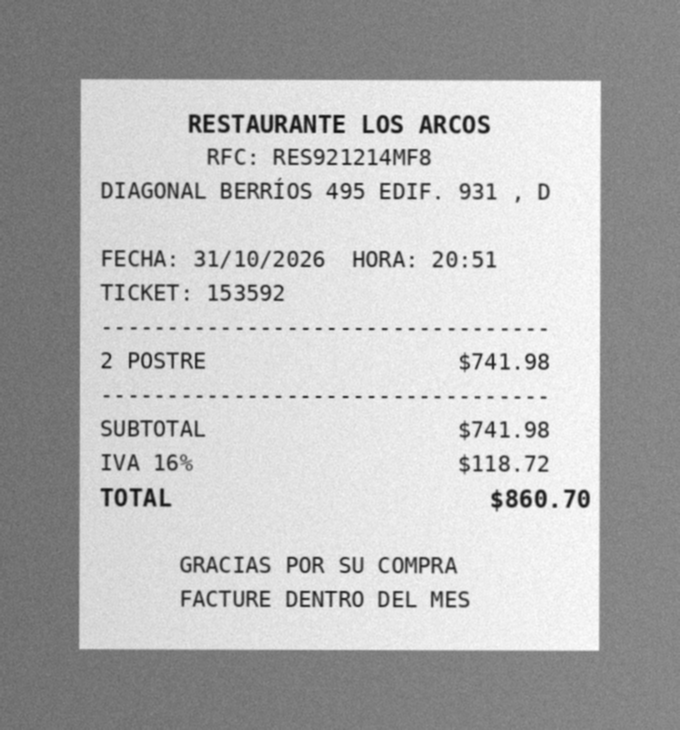 RESTAURANTE LOS ARCOS
RFC: RES921214MF8
DIAGONAL BERRÍOS 495 EDIF. 931 , D
FECHA: 31/10/2026  HORA: 20:51
TICKET: 153592
----------------------------------
2 POSTRE $741.98
----------------------------------
SUBTOTAL $741.98
IVA 16% $118.72
TOTAL $860.70
GRACIAS POR SU COMPRA
FACTURE DENTRO DEL MES